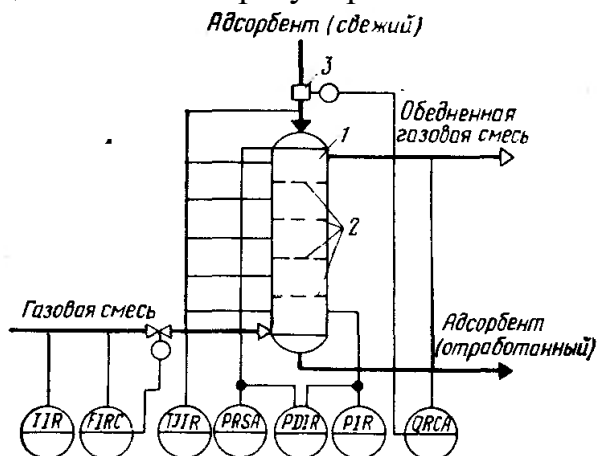 Адсорбент (свежий)
3
Обедненная
газовая смесь
1
2
Газовая смесь
Адсорбент
(отработанный)
TIR
FIRC
TJIR
PRSA
PDIR
PIR
QRCA